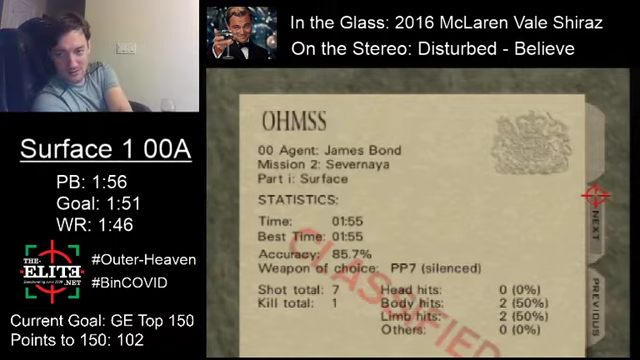 In the Glass: 2016 McLaren Vale Shiraz
On the Stereo: Disturbed - Believe
Surface 1 00A
PB: 1:56
Goal: 1:51
WR: 1:46
THE-
ELITE
.NET
#Outer-Heaven
#BinCOVID
Current Goal: GE Top 150
Points to 150: 102
OHMSS
00 Agent: James Bond
Mission 2: Severnaya
Part i: Surface
STATISTICS:
Time: 01:55
Best Time: 01:55
Accuracy: 85.7%
Weapon of choice: PP7 (silenced)
Shot total: 7 Head hits: 0 (0%)
Kill total: 1 Body hits: 2 (50%)
Limb hits: 2 (50%)
Others: 0 (0%)
CLASSIFIED
NEXT
PREVIOUS